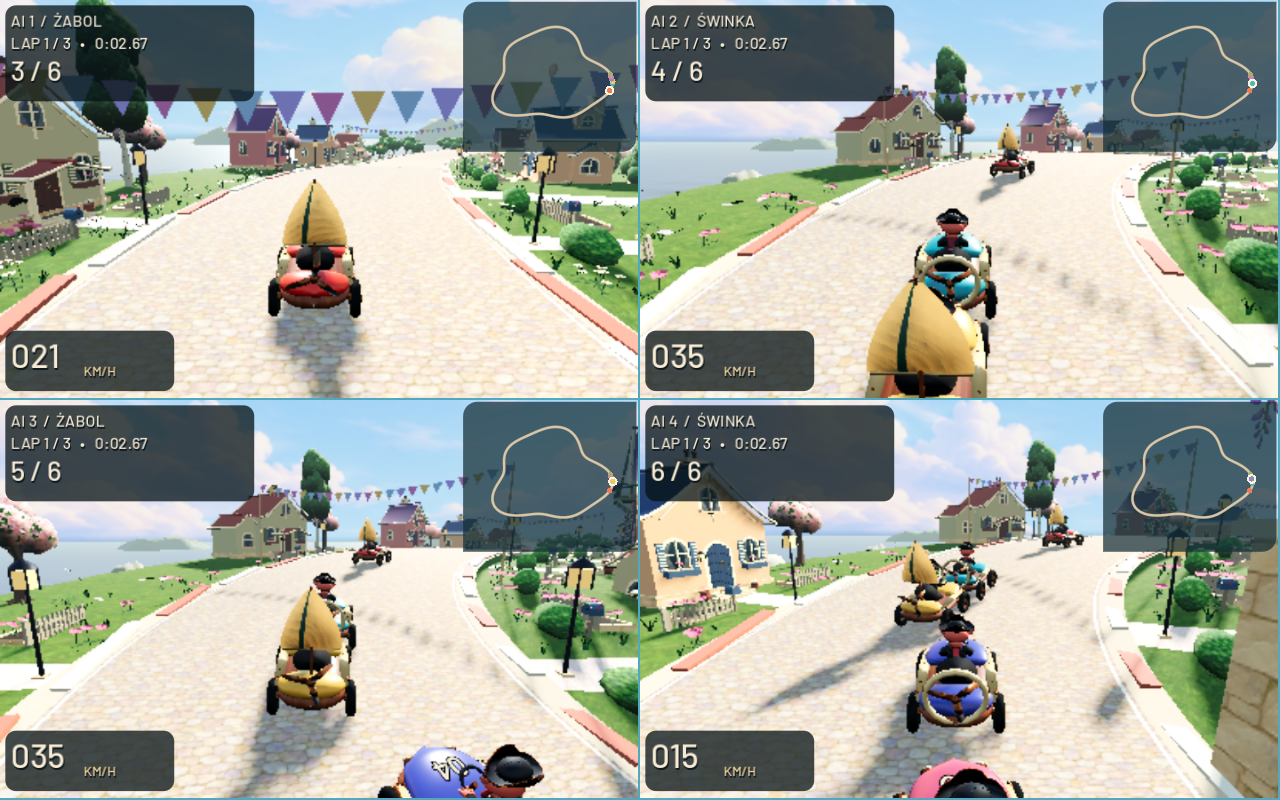 AI 1 / ŻABOL
LAP 1 / 3 • 0:02.67
3 / 6
021 KM/H
AI 2 / ŚWINKA
LAP 1 / 3 • 0:02.67
4 / 6
035 KM/H
AI 3 / ŻABOL
LAP 1 / 3 • 0:02.67
5 / 6
035 KM/H
AI 4 / ŚWINKA
LAP 1 / 3 • 0:02.67
6 / 6
015 KM/H